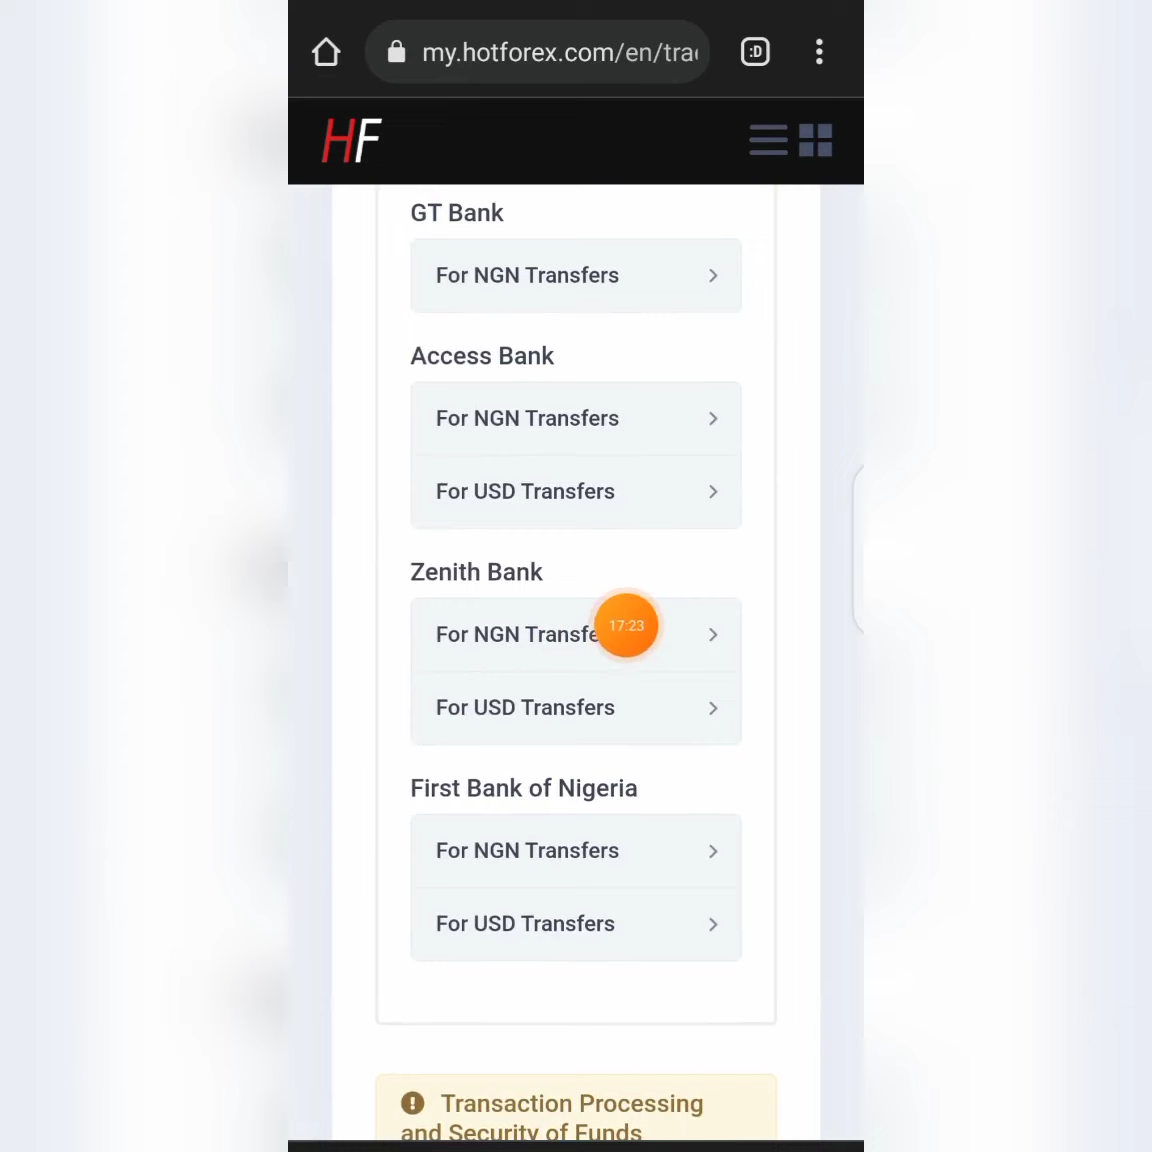 :D
my.hotforex.com/en/tra
HF
GT Bank
For NGN Transfers
Access Bank
For NGN Transfers
For USD Transfers
Zenith Bank
For NGN Transfe
17:23
For USD Transfers
First Bank of Nigeria
For NGN Transfers
For USD Transfers
Transaction Processing
and Security of Funds